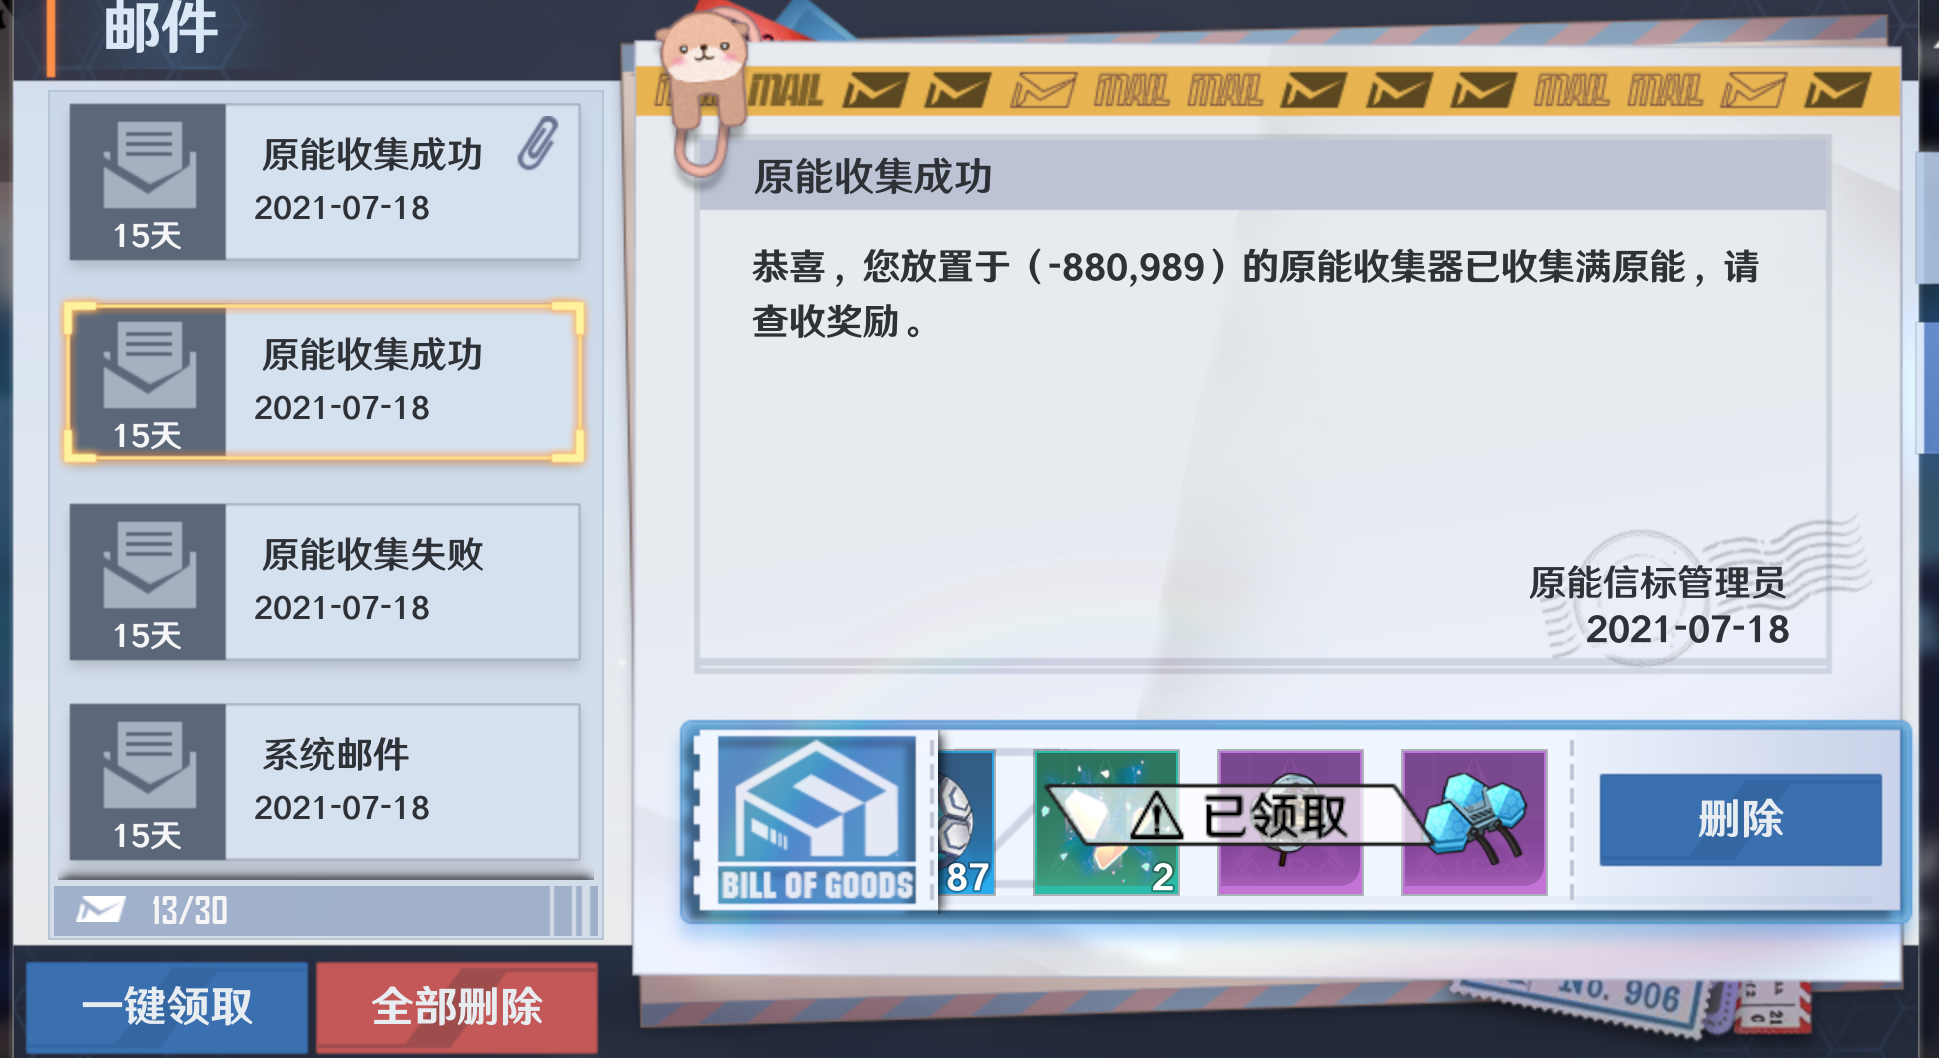 邮件
原能收集成功
2021-07-18
15天
原能收集成功
2021-07-18
15天
原能收集失败
2021-07-18
15天
系统邮件
2021-07-18
15天
13/30
一键领取
全部删除
MAIL MAIL MAIL MAIL MAIL
原能收集成功
恭喜，您放置于（-880,989）的原能收集器已收集满原能，请
查收奖励。
原能信标管理员
2021-07-18
BILL OF GOODS
87
2
已领取
删除
No. 906